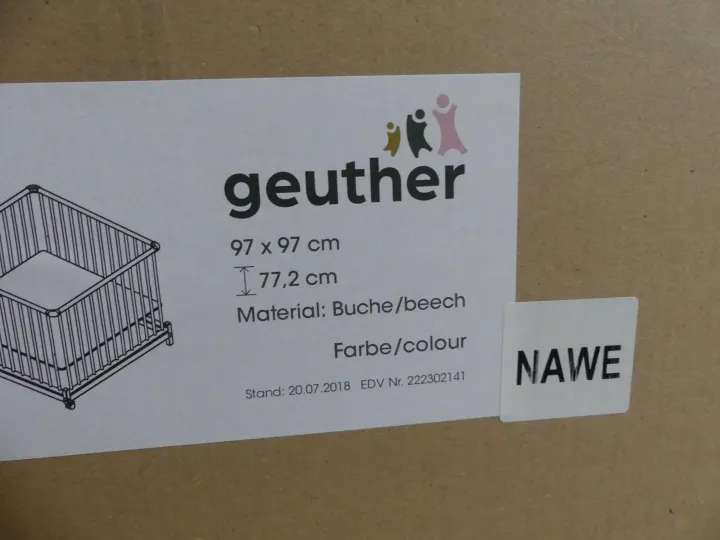 geuther
97 x 97 cm
77,2 cm
Material: Buche/beech
Farbe/colour
NAWE
Stand: 20.07.2018 EDV Nr. 222302141